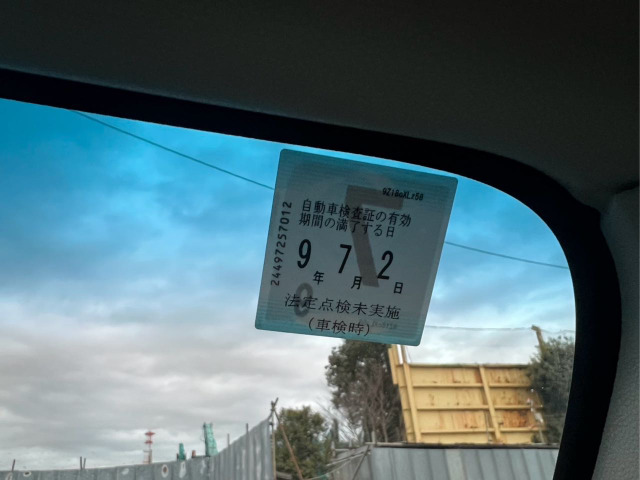 自動車検査証の有効
期間の満了する日
9年7月2日
法定点検未実施
(車検時)
24497257012